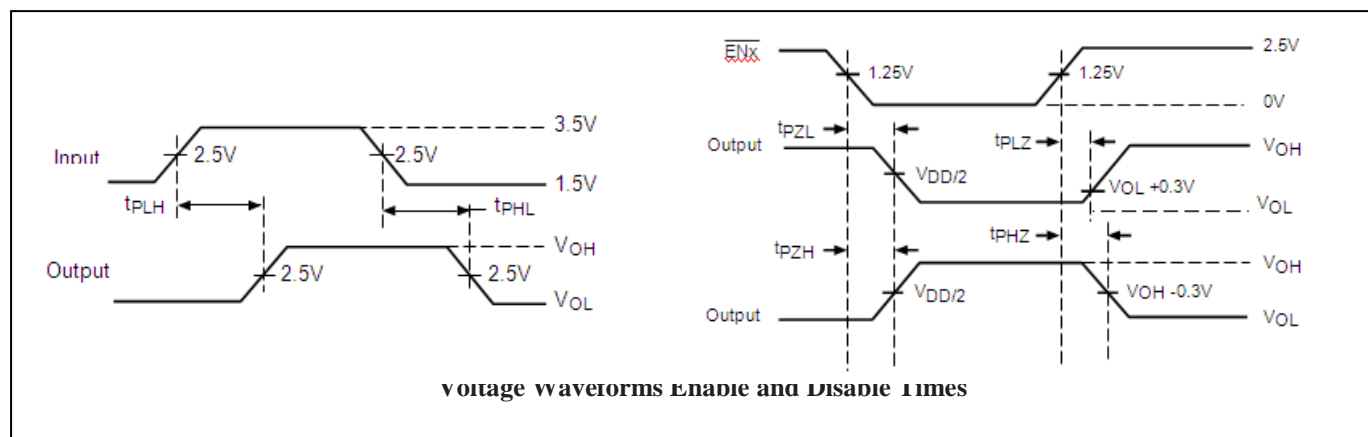 Input
2.5V
2.5V
3.5V
1.5V
tPLH
tPHL
Output
2.5V
2.5V
VOH
VOL
ENx
1.25V
1.25V
2.5V
0V
Output
tPZL
VDD/2
tPLZ
VOH
VOL +0.3V
VOL
tPZH
tPHZ
VOH
Output
VDD/2
VOH -0.3V
VOL
Voltage Waveforms Enable and Disable Times